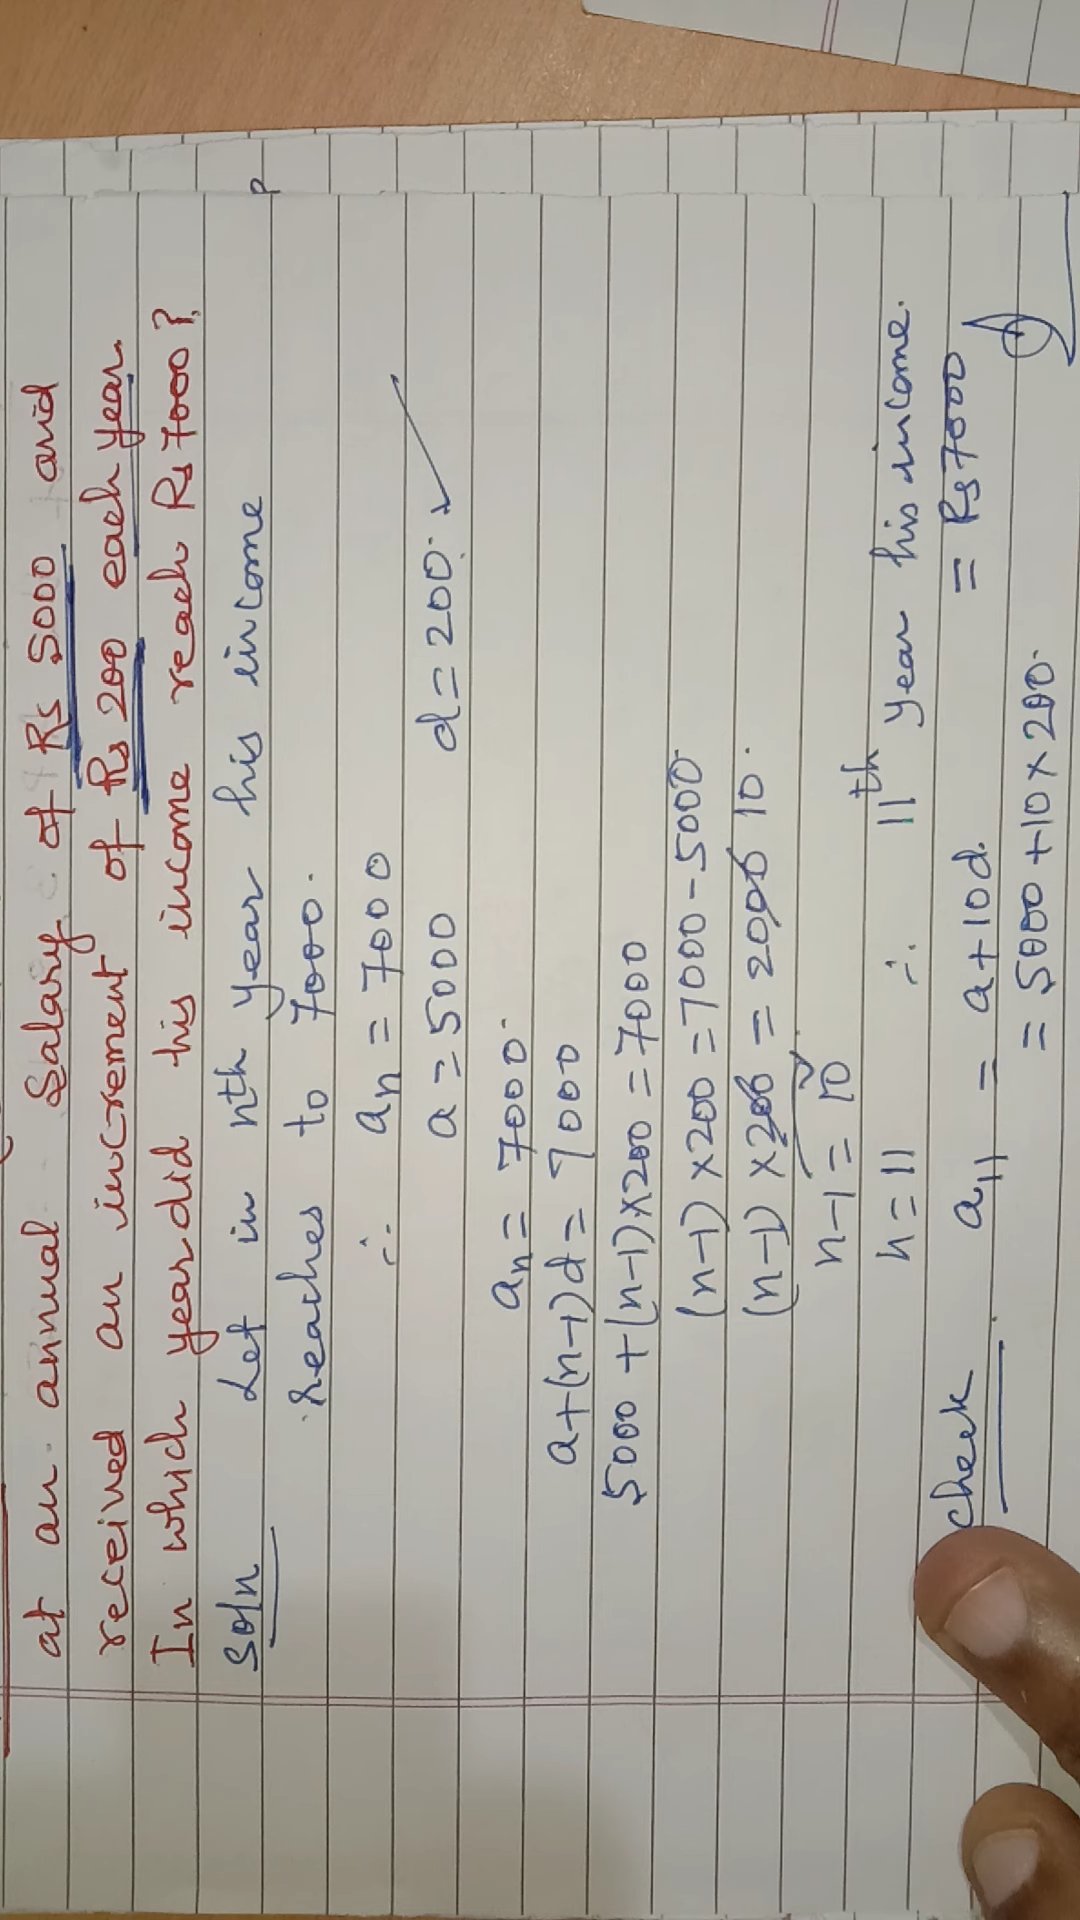 at an annual Salary of Rs 5000 and
received an increment of Rs 200 each year.
In which year did his income reach Rs 7000?
Soln Let in nth year his income
reaches to 7000.
∴ an = 7000
a = 5000 d = 200.
an = 7000.
a+(n-1)d = 7000
5000 + (n-1)×200 = 7000
(n-1) ×200 = 7000-5000
(n-1) ×200 = 2000 10.
n-1 = 10
n = 11 ∴ 11th year his income.
check a11 = a+10d. = Rs 7000
= 5000+10×200.